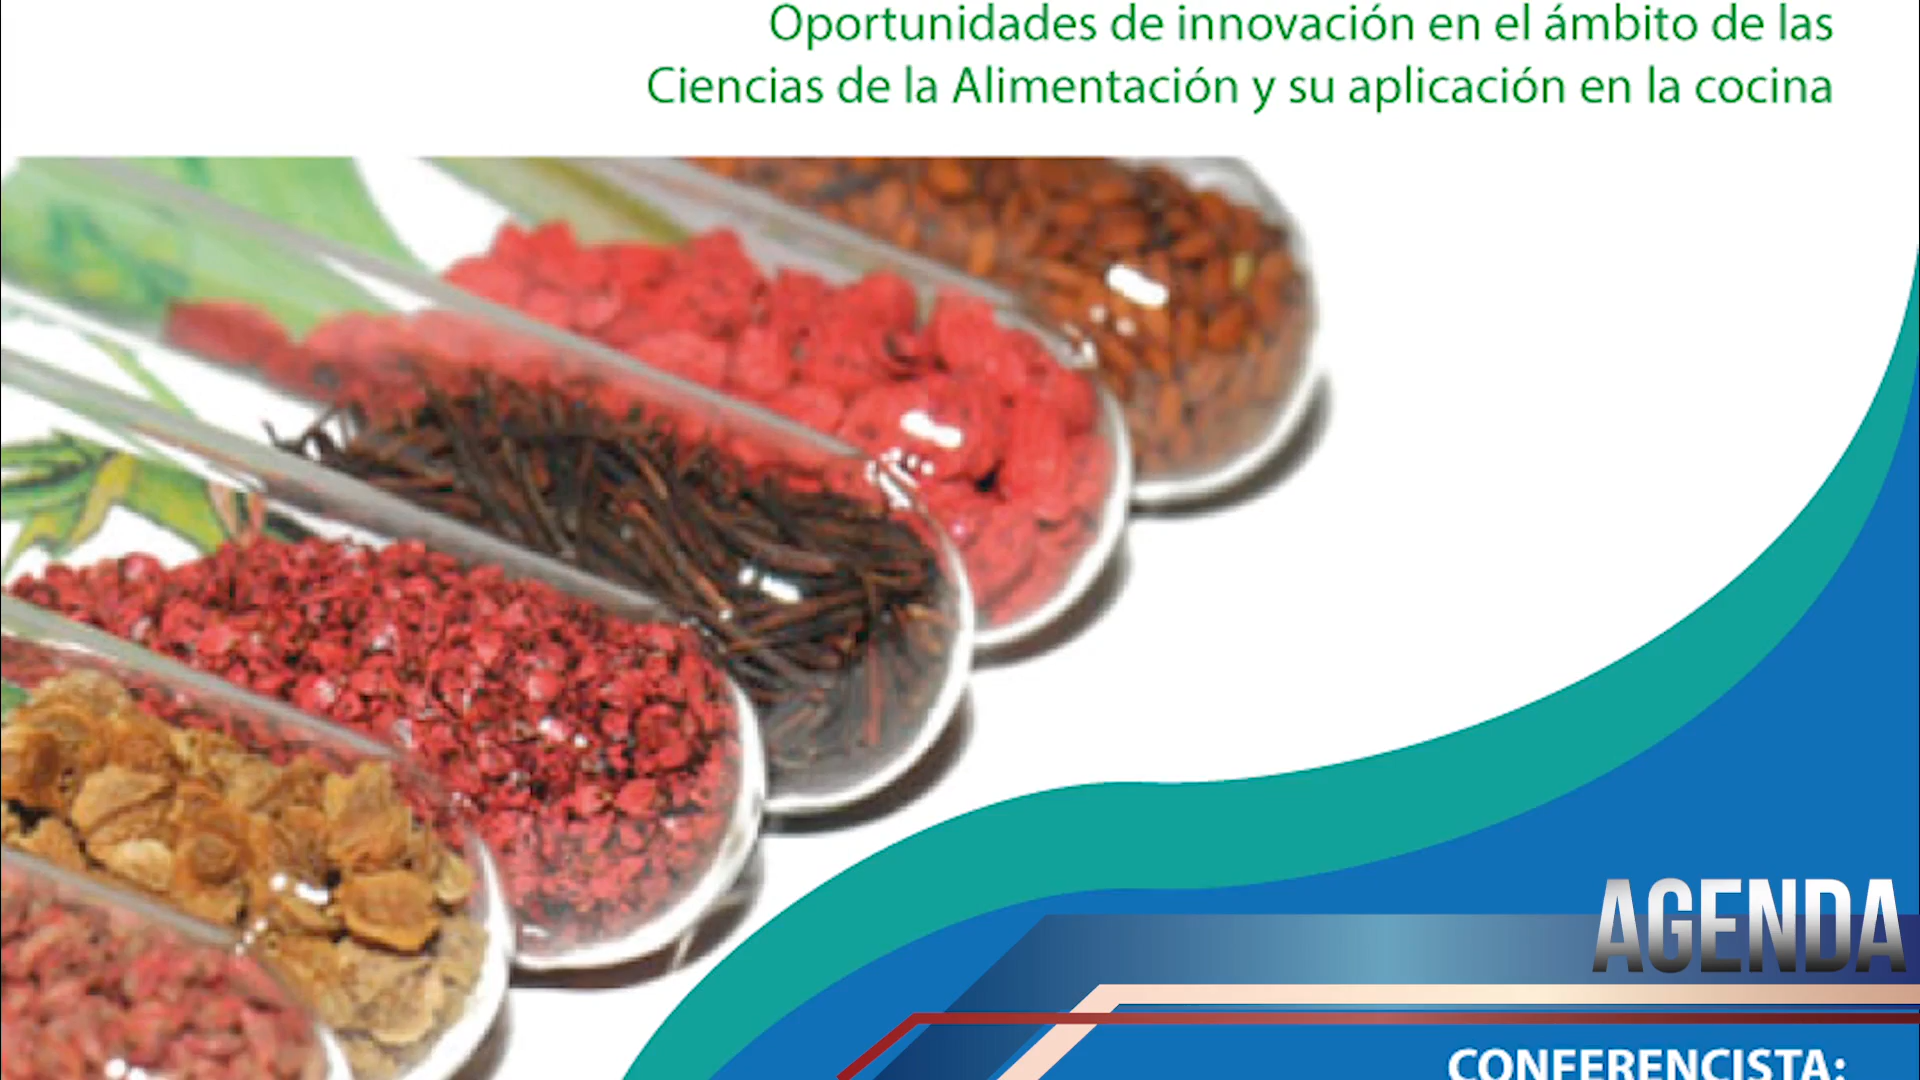 Oportunidades de innovación en el ámbito de las
Ciencias de la Alimentación y su aplicación en la cocina
AGENDA
CONFERENCISTA: